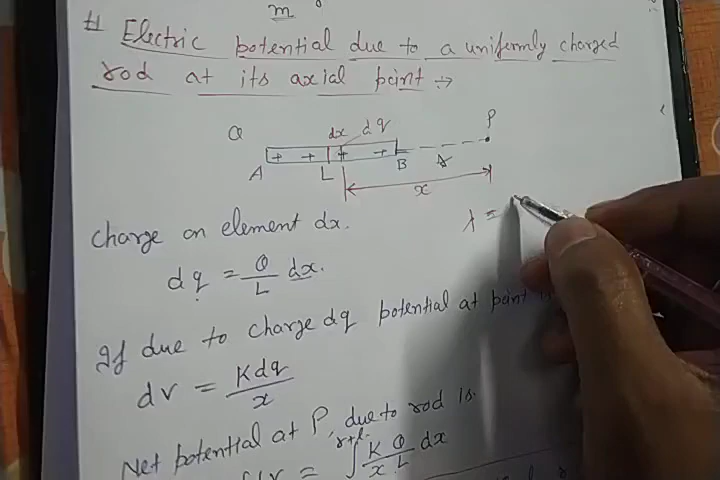 m
# Electric potential due to a uniformly charged
rod at its axial point :→
Q dx dq P
+ + + +
A L B r
x
charge on element dx.
λ =
dq = Q/L dx.
If due to charge dq potential at point
dv = Kdq/x
Net potential at P, due to rod is
∫ r+L K/x Q/L dx